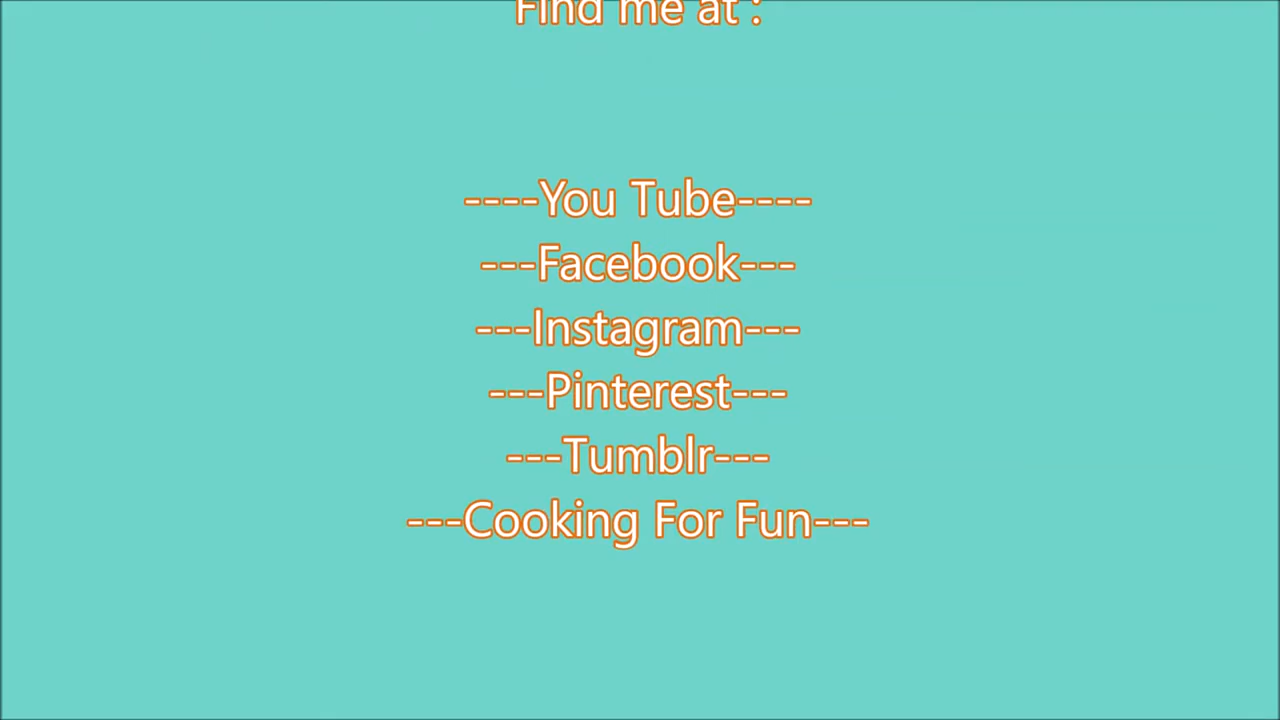 Find me at :
----You Tube----
---Facebook---
---Instagram---
---Pinterest---
---Tumblr---
---Cooking For Fun---